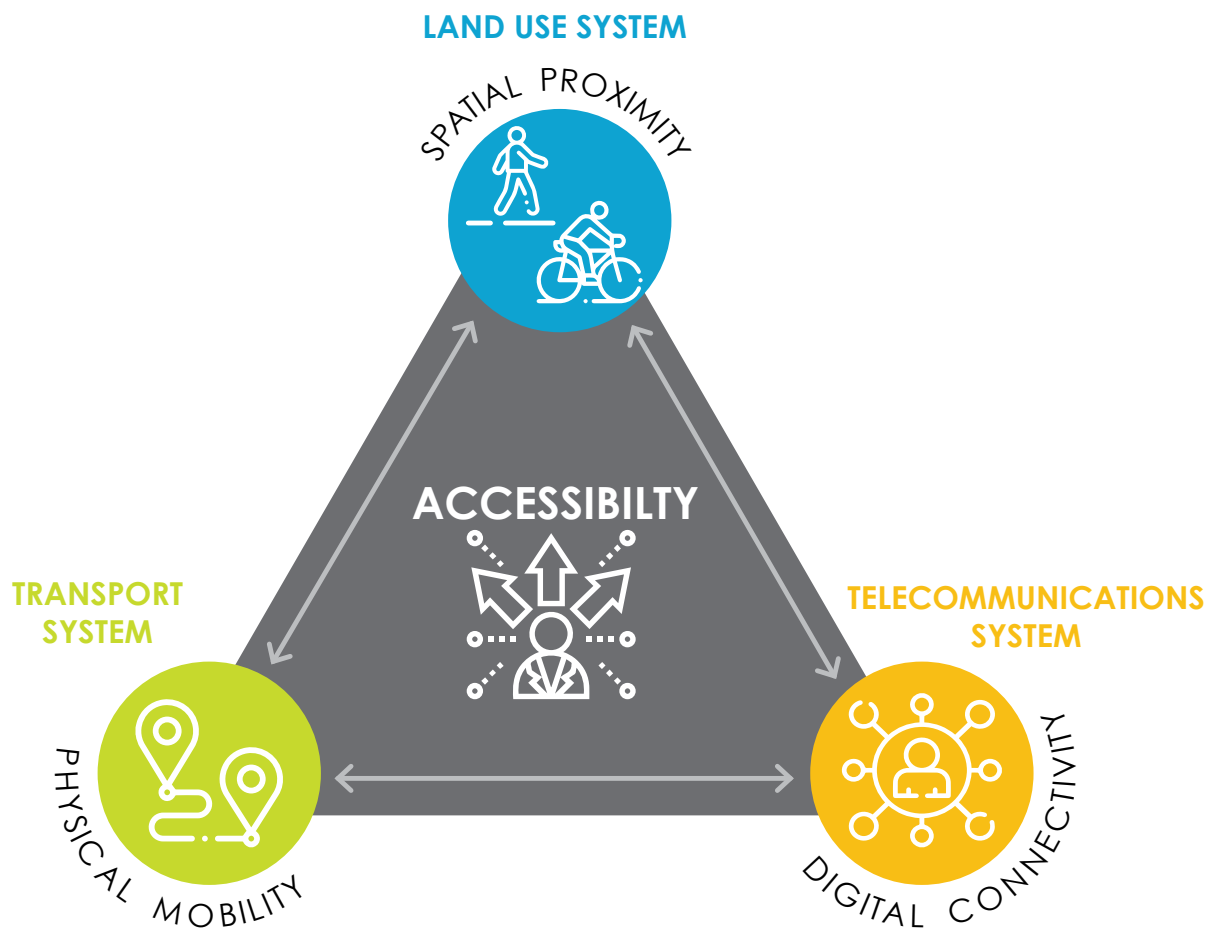 LAND USE SYSTEM
SPATIAL PROXIMITY
ACCESSIBILTY
TRANSPORT
SYSTEM
TELECOMMUNICATIONS
SYSTEM
PHYSICAL MOBILITY
DIGITAL CONNECTIVITY